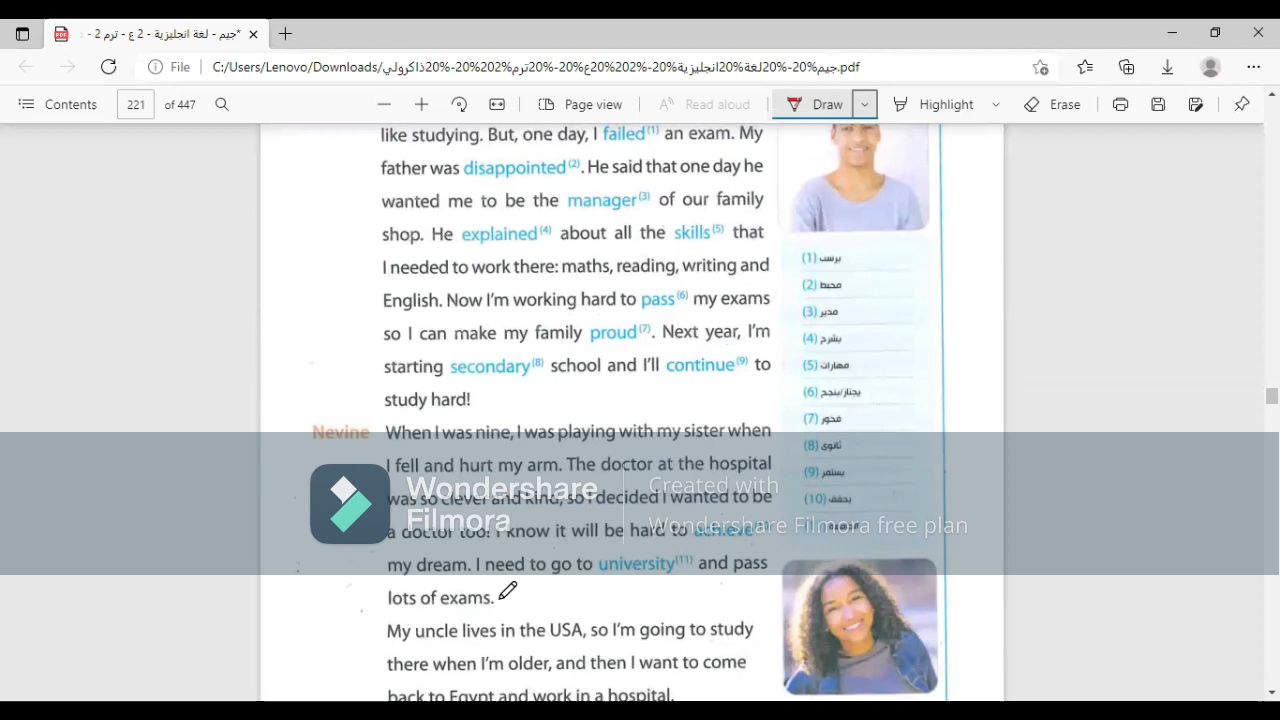 *جيم - لغة انجليزية - 2 ع - ترم 2 -
File
C:/Users/Lenovo/Downloads/جيم%20-%20لغة%20انجليزية%20-%202%20ع%20-%20ترم%202%20-%20ذاكرولي.pdf
Contents
221 of 447
Page view
Read aloud
Draw
Highlight
Erase
like studying. But, one day, I failed(1) an exam. My
father was disappointed(2). He said that one day he
wanted me to be the manager(3) of our family
shop. He explained(4) about all the skills(5) that
I needed to work there: maths, reading, writing and
English. Now I'm working hard to pass(6) my exams
so I can make my family proud(7). Next year, I'm
starting secondary(8) school and I'll continue(9) to
study hard!
Nevine When I was nine, I was playing with my sister when
I fell and hurt my arm. The doctor at the hospital
was so clever and kind, so I decided I wanted to be
a doctor too! I know it will be hard to achieve
my dream. I need to go to university(11) and pass
lots of exams.
My uncle lives in the USA, so I'm going to study
there when I'm older, and then I want to come
back to Egypt and work in a hospital.
(1) يرسب
(2) محبط
(3) مدير
(4) يشرح
(5) مهارات
(6) يجتاز/ينجح
(7) فخور
(8) ثانوى
(9) يستمر
(10) يحقق
Wondershare
Filmora
Created with
Wondershare Filmora free plan